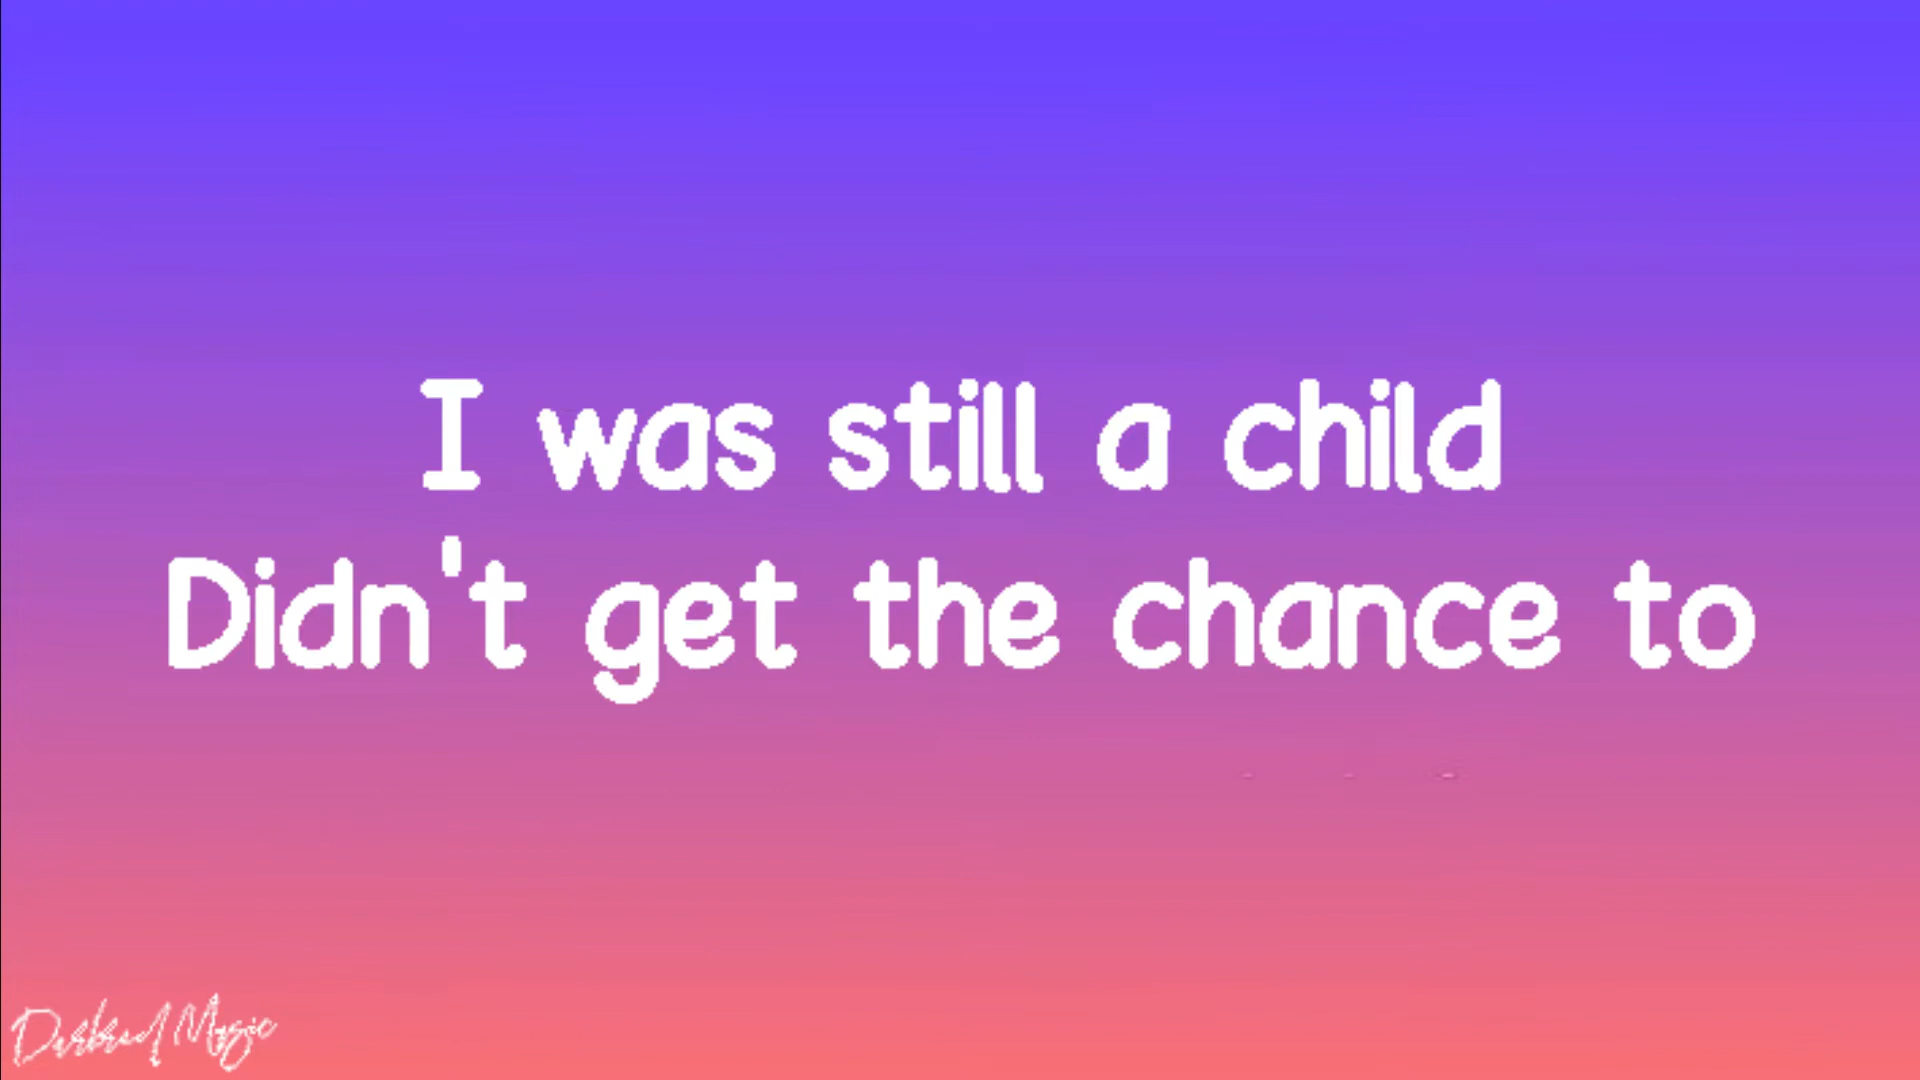 I was still a child
Didn't get the chance to